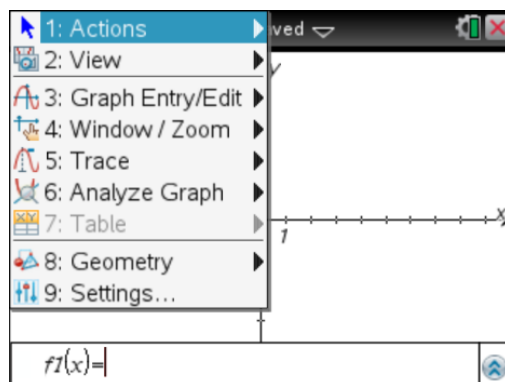 1: Actions
ved
2: View
y
3: Graph Entry/Edit
4: Window / Zoom
5: Trace
6: Analyze Graph
7: Table
x
1
8: Geometry
9: Settings...
f1(x)=